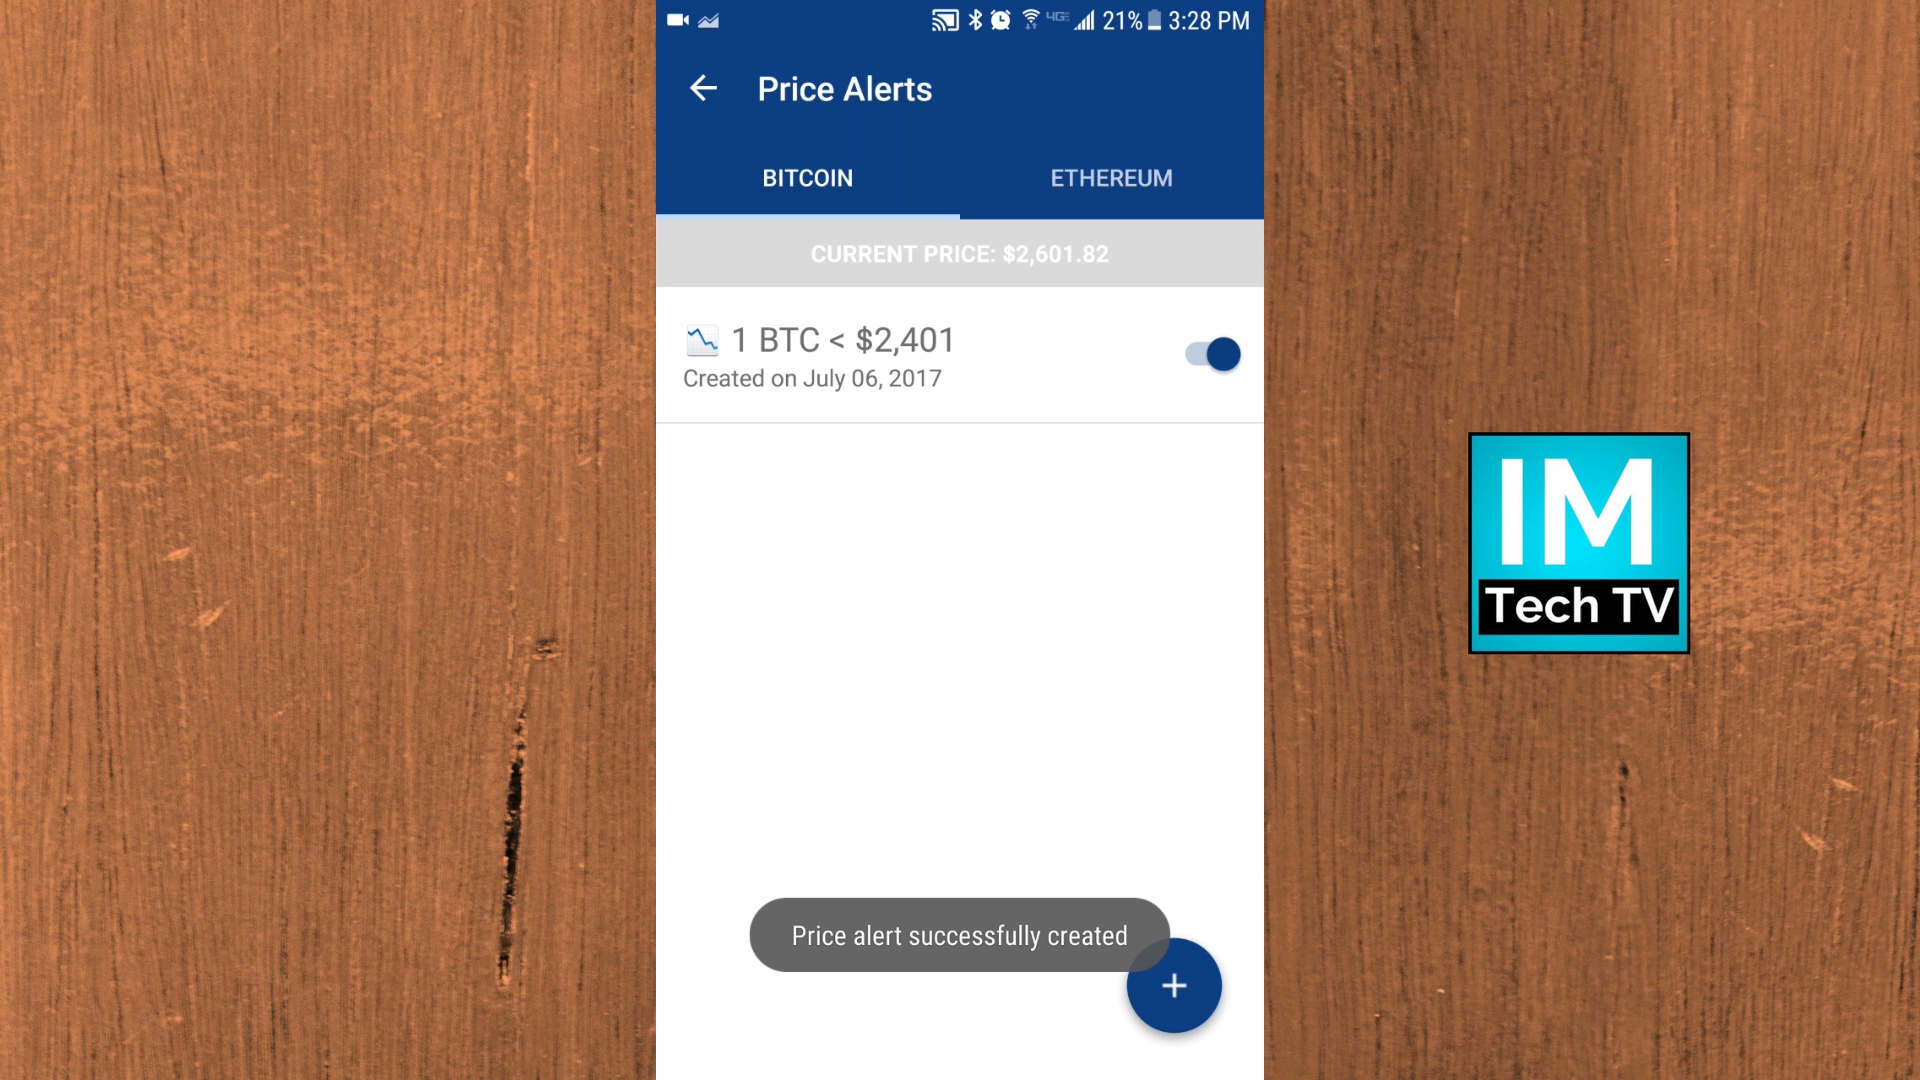 4GE 21% 3:28 PM
Price Alerts
BITCOIN ETHEREUM
CURRENT PRICE: $2,601.82
1 BTC < $2,401
Created on July 06, 2017
IM
Tech TV
Price alert successfully created
+